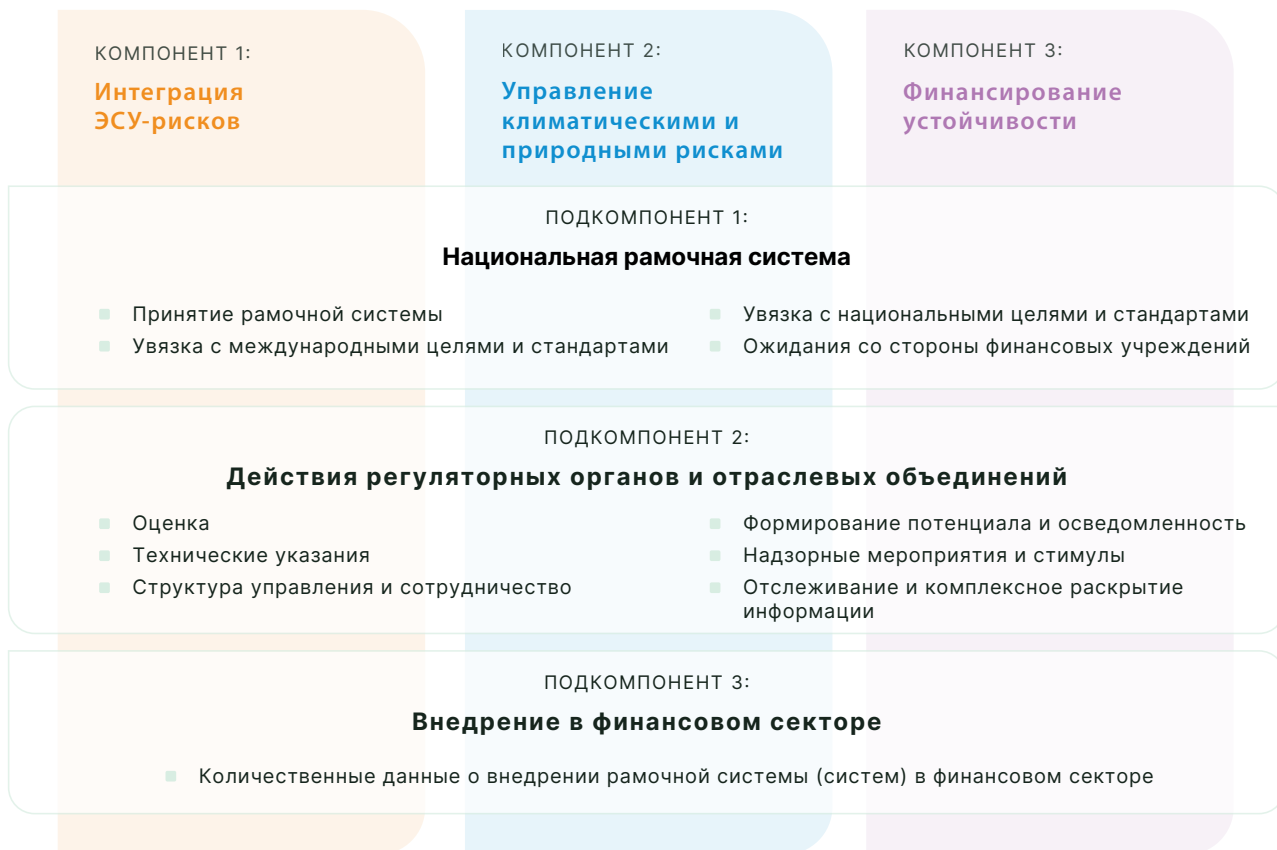 КОМПОНЕНТ 1:
Интеграция
ЭСУ-рисков
КОМПОНЕНТ 2:
Управление
климатическими и
природными рисками
КОМПОНЕНТ 3:
Финансирование
устойчивости
ПОДКОМПОНЕНТ 1:
Национальная рамочная система
Принятие рамочной системы
Увязка с международными целями и стандартами
Увязка с национальными целями и стандартами
Ожидания со стороны финансовых учреждений
ПОДКОМПОНЕНТ 2:
Действия регуляторных органов и отраслевых объединений
Оценка
Технические указания
Структура управления и сотрудничество
Формирование потенциала и осведомленность
Надзорные мероприятия и стимулы
Отслеживание и комплексное раскрытие
информации
ПОДКОМПОНЕНТ 3:
Внедрение в финансовом секторе
Количественные данные о внедрении рамочной системы (систем) в финансовом секторе